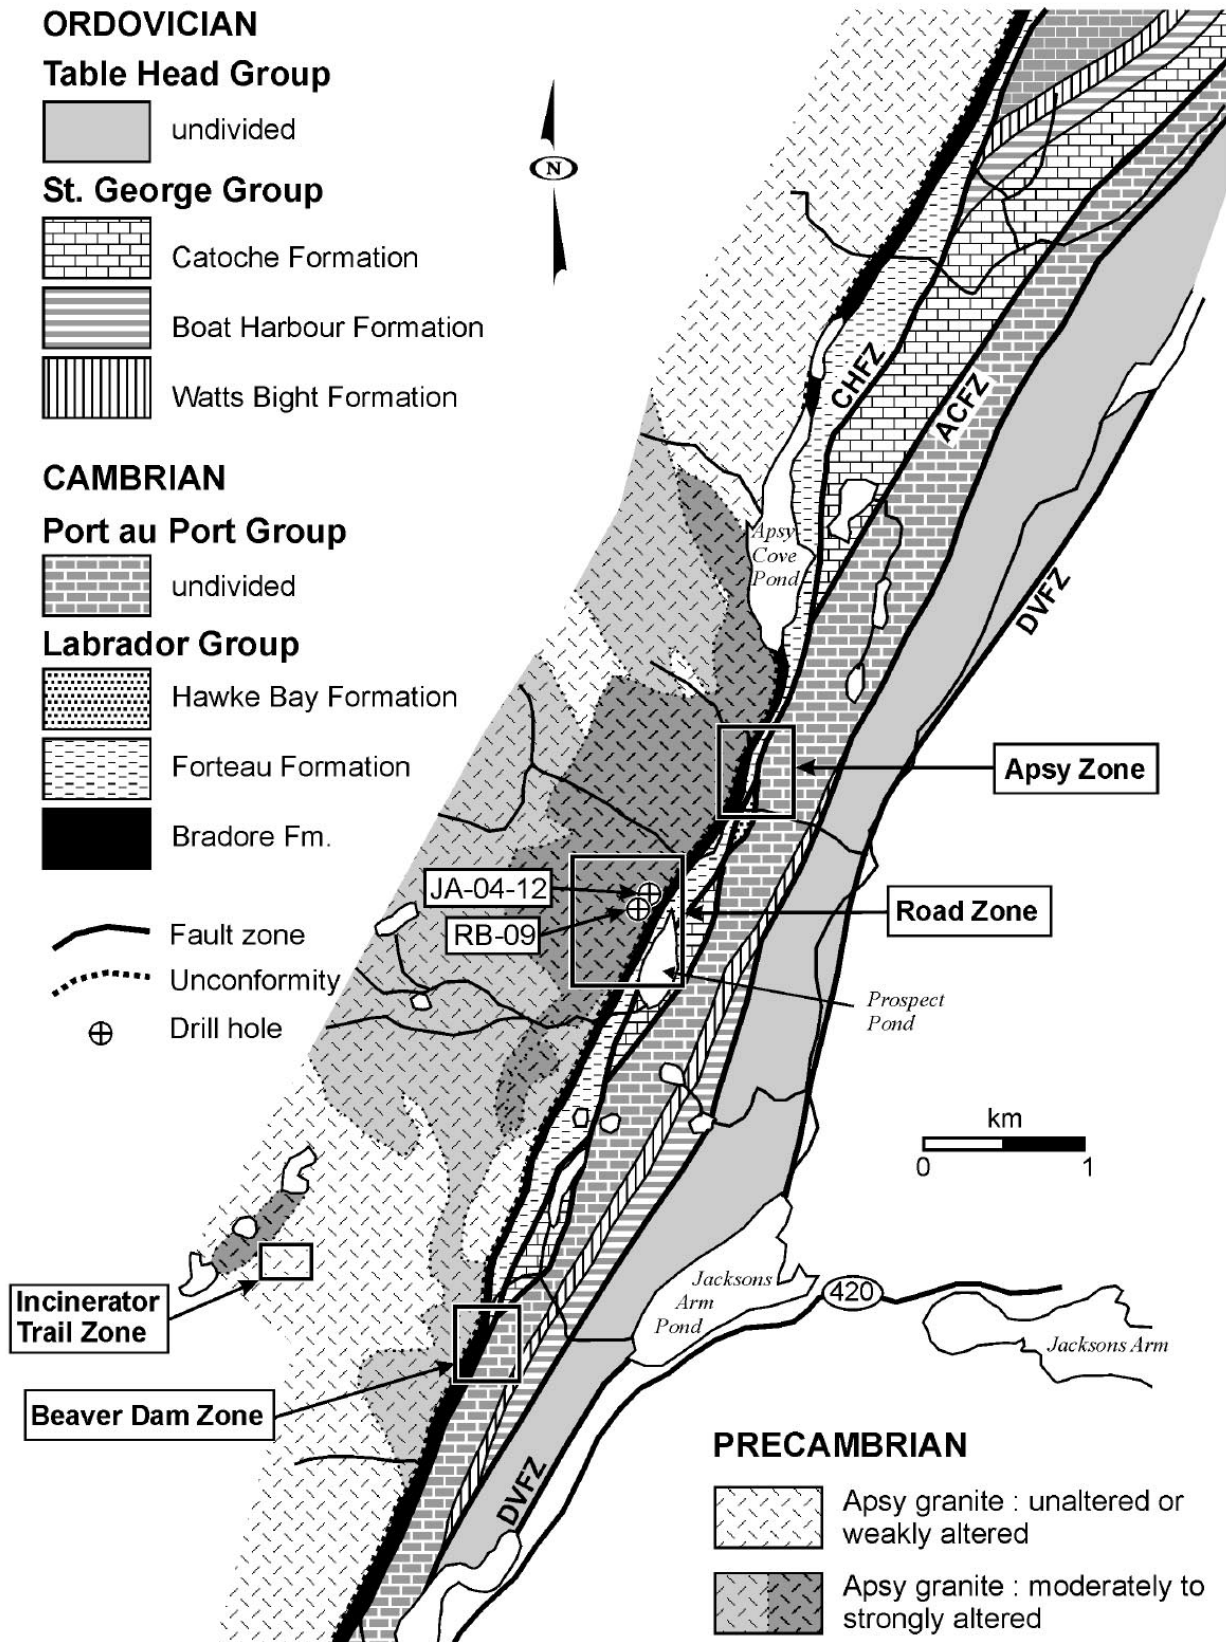 ORDOVICIAN
Table Head Group
undivided
St. George Group
Catoche Formation
Boat Harbour Formation
Watts Bight Formation
CAMBRIAN
Port au Port Group
undivided
Labrador Group
Hawke Bay Formation
Forteau Formation
Bradore Fm.
Fault zone
Unconformity
Drill hole
N
CHFZ
ACFZ
DVFZ
Apsy
Cove
Pond
Apsy Zone
JA-04-12
RB-09
Road Zone
Prospect
Pond
km
0 1
Incinerator
Trail Zone
Jacksons
Arm
Pond
420
Jacksons Arm
Beaver Dam Zone
DVFZ
PRECAMBRIAN
Apsy granite : unaltered or
weakly altered
Apsy granite : moderately to
strongly altered